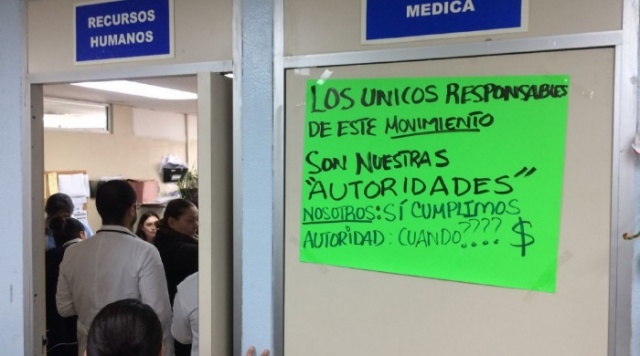 RECURSOS
HUMANOS
MEDICA
LOS UNICOS RESPONSABLES
DE ESTE MOVIMIENTO
SON NUESTRAS
"AUTORIDADES"
NOSOTROS: SÍ CUMPLIMOS
AUTORIDAD: CUANDO???? $